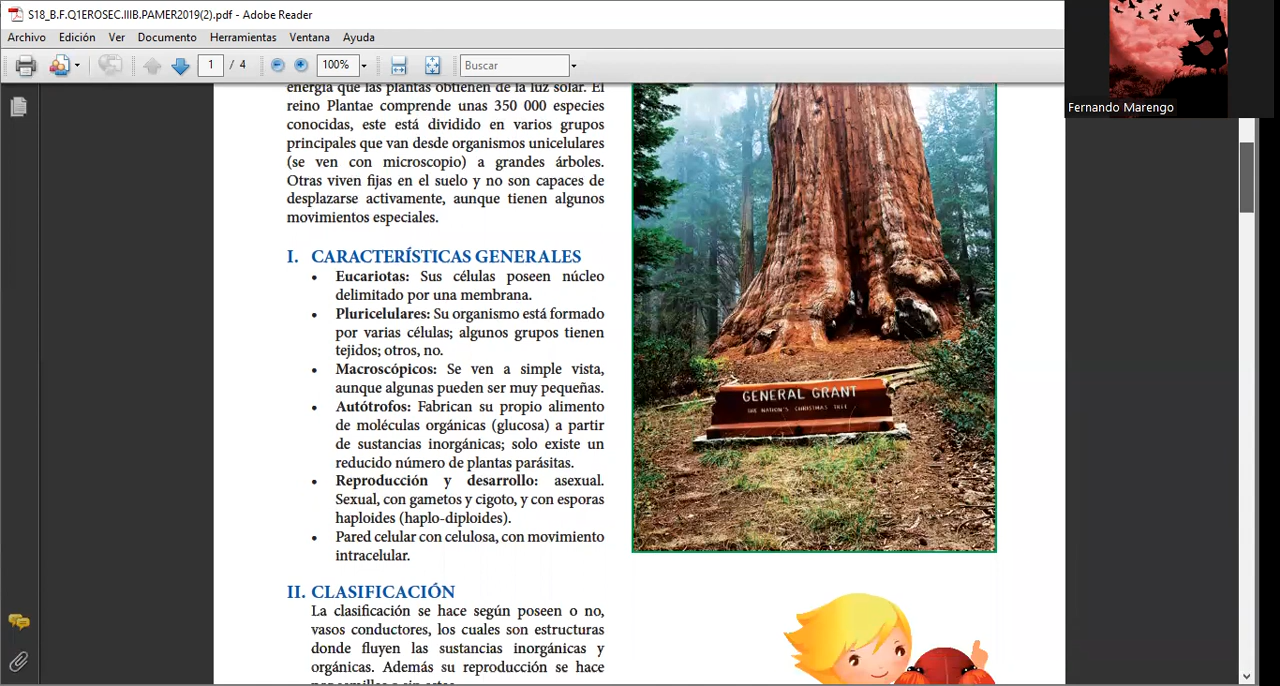 S18_B.F.Q1EROSEC.IIIB.PAMER2019(2).pdf - Adobe Reader
Archivo Edición Ver Documento Herramientas Ventana Ayuda
1 / 4 100% Buscar
Fernando Marengo
energía que las plantas obtienen de la luz solar. El
reino Plantae comprende unas 350 000 especies
conocidas, este está dividido en varios grupos
principales que van desde organismos unicelulares
(se ven con microscopio) a grandes árboles.
Otras viven fijas en el suelo y no son capaces de
desplazarse activamente, aunque tienen algunos
movimientos especiales.
I. CARACTERÍSTICAS GENERALES
• Eucariotas: Sus células poseen núcleo
delimitado por una membrana.
• Pluricelulares: Su organismo está formado
por varias células; algunos grupos tienen
tejidos; otros, no.
• Macroscópicos: Se ven a simple vista,
aunque algunas pueden ser muy pequeñas.
• Autótrofos: Fabrican su propio alimento
de moléculas orgánicas (glucosa) a partir
de sustancias inorgánicas; solo existe un
reducido número de plantas parásitas.
• Reproducción y desarrollo: asexual.
Sexual, con gametos y cigoto, y con esporas
haploides (haplo-diploides).
• Pared celular con celulosa, con movimiento
intracelular.
II. CLASIFICACIÓN
La clasificación se hace según poseen o no,
vasos conductores, los cuales son estructuras
donde fluyen las sustancias inorgánicas y
orgánicas. Además su reproducción se hace
GENERAL GRANT
THE NATION'S CHRISTMAS TREE